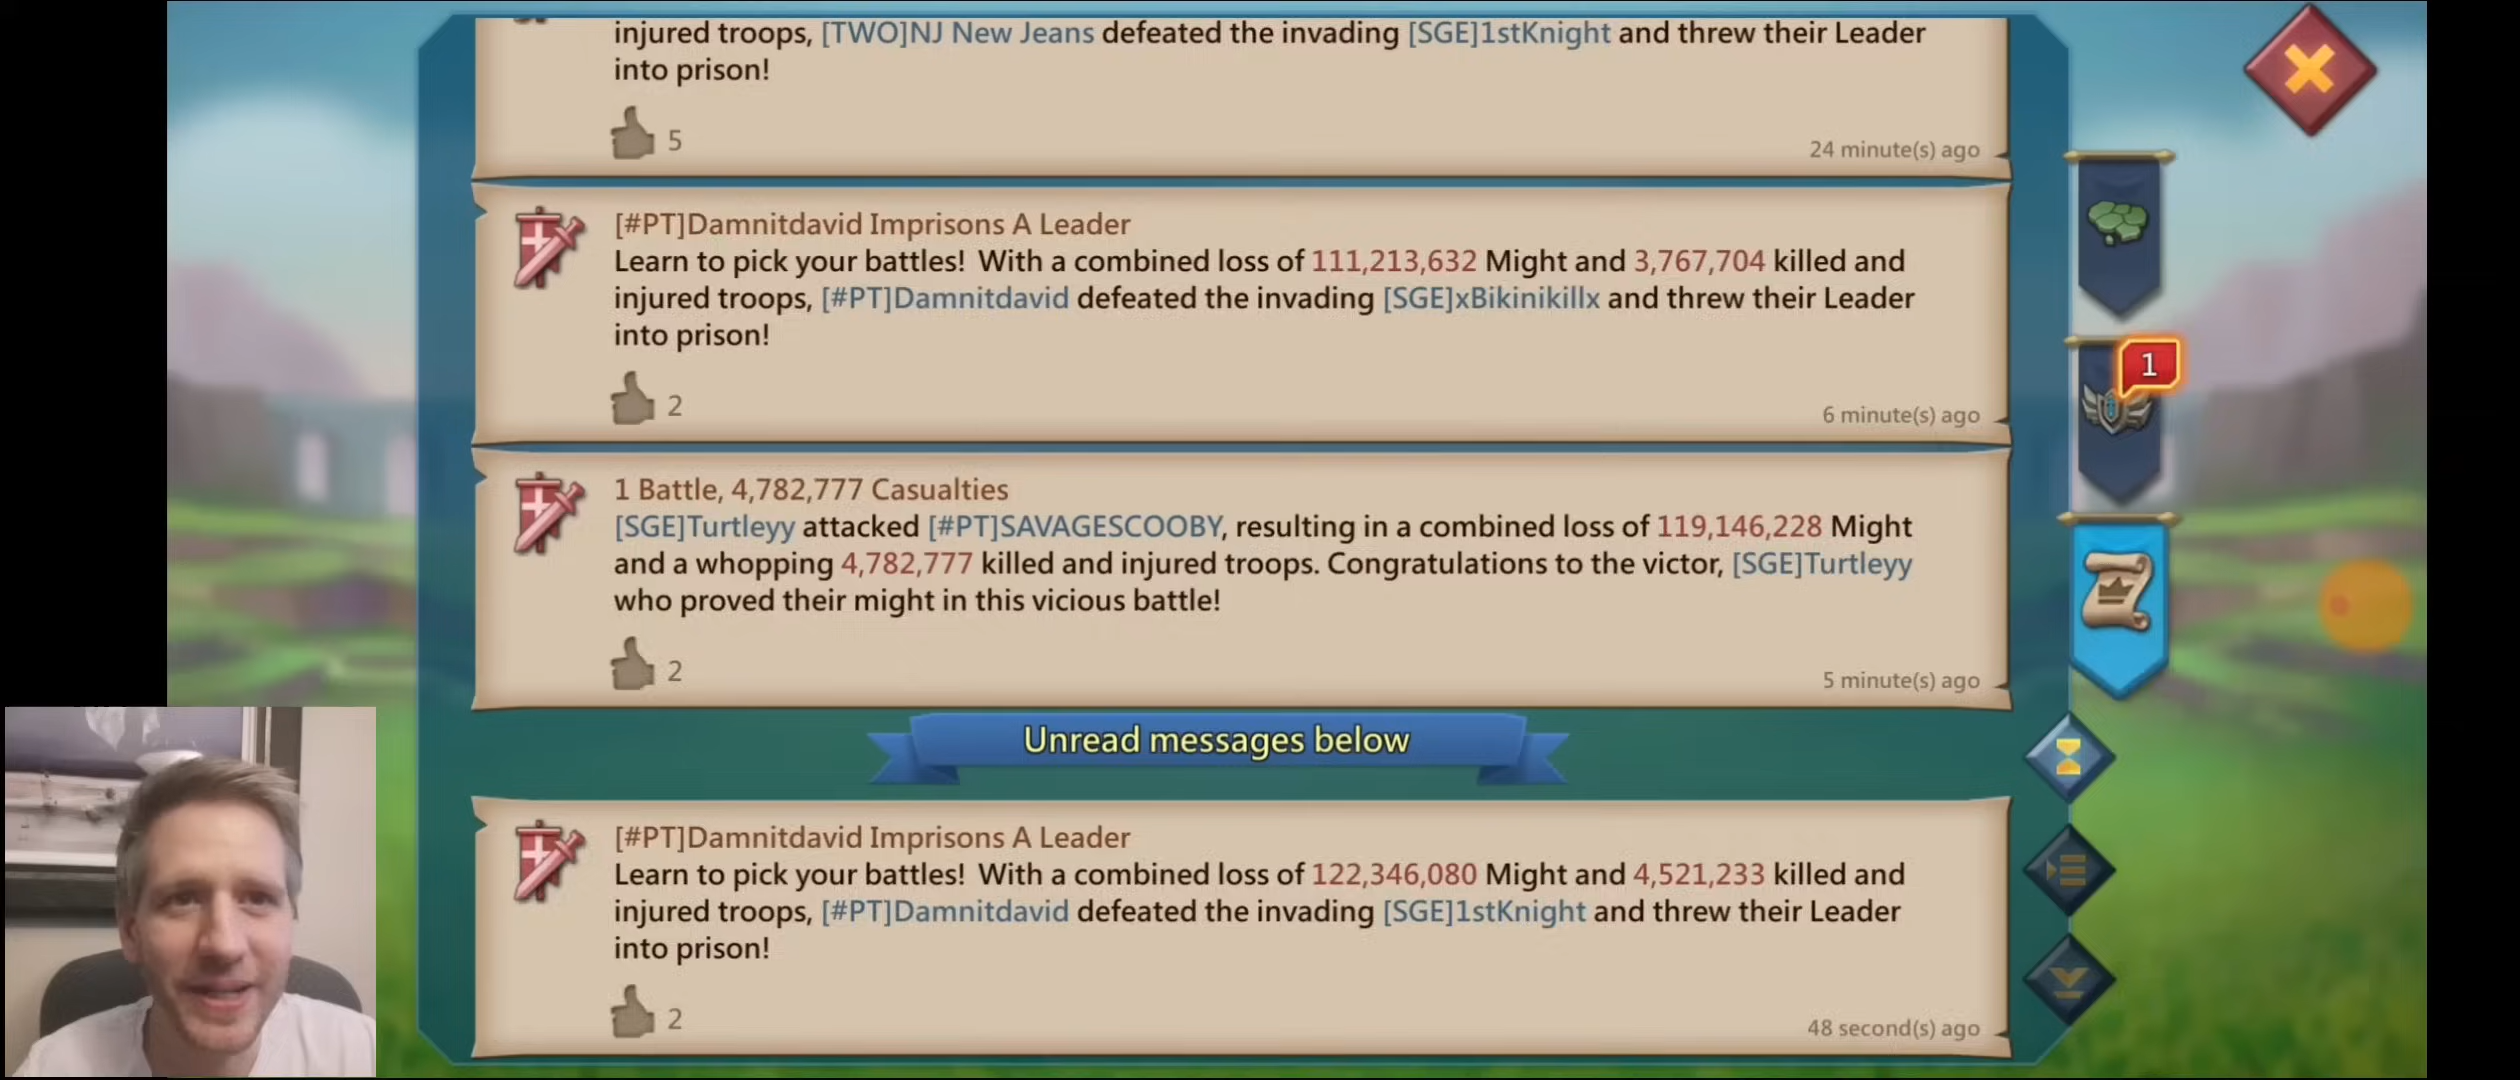 injured troops, [TWO]NJ New Jeans defeated the invading [SGE]1stKnight and threw their Leader
into prison!
5
24 minute(s) ago
[#PT]Damnitdavid Imprisons A Leader
Learn to pick your battles! With a combined loss of 111,213,632 Might and 3,767,704 killed and
injured troops, [#PT]Damnitdavid defeated the invading [SGE]xBikinikillx and threw their Leader
into prison!
2
6 minute(s) ago
1
1 Battle, 4,782,777 Casualties
[SGE]Turtleyy attacked [#PT]SAVAGESCOOBY, resulting in a combined loss of 119,146,228 Might
and a whopping 4,782,777 killed and injured troops. Congratulations to the victor, [SGE]Turtleyy
who proved their might in this vicious battle!
2
5 minute(s) ago
Unread messages below
[#PT]Damnitdavid Imprisons A Leader
Learn to pick your battles! With a combined loss of 122,346,080 Might and 4,521,233 killed and
injured troops, [#PT]Damnitdavid defeated the invading [SGE]1stKnight and threw their Leader
into prison!
2
48 second(s) ago